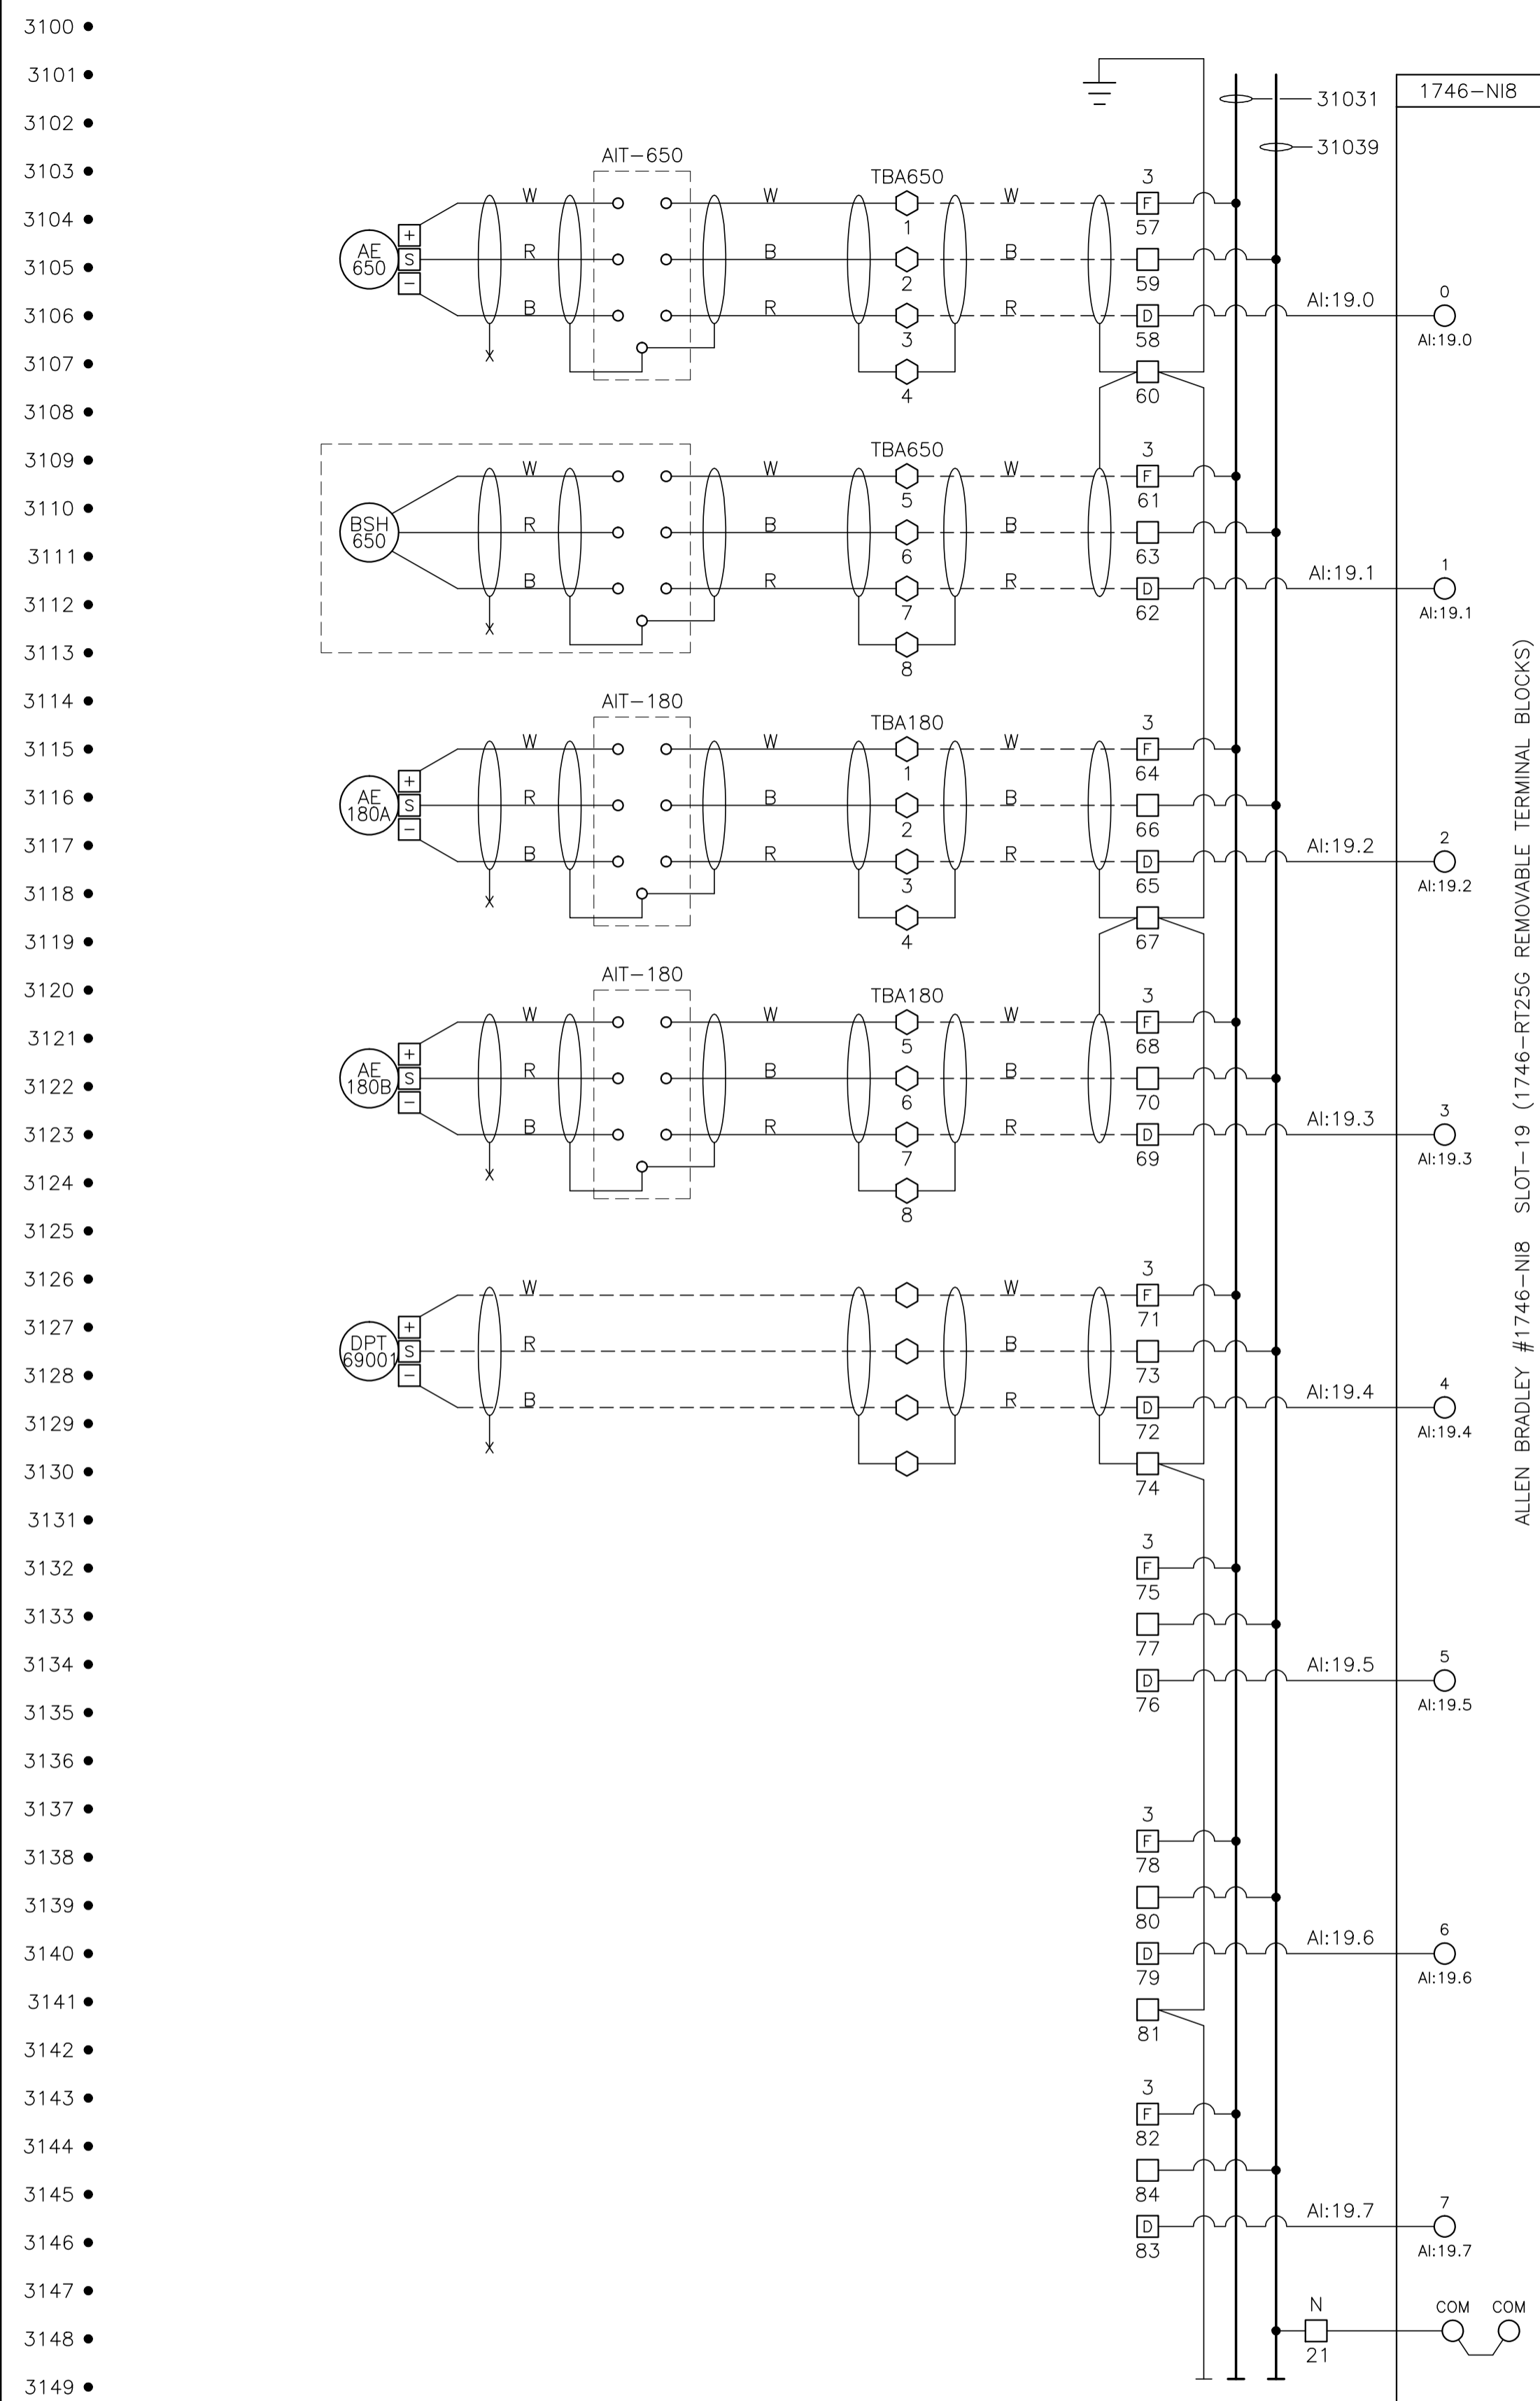 3100
3101
31031
1746-NI8
3102
31039
3103
AIT-650
TBA650
3
W
W
W
F
3104
1
57
+
AE
650
S
R
B
B
3105
-
2
59
AI:19.0
0
3106
B
R
R
D
AI:19.0
3
58
X
3107
4
60
3108
3109
TBA650
3
W
W
W
F
3110
5
61
BSH
650
R
B
B
3111
6
63
AI:19.1
1
B
R
R
D
3112
7
62
AI:19.1
X
3113
8
3114
AIT-180
TBA180
3
3115
W
W
W
F
1
64
+
3116
AE
180A
S
R
B
B
-
2
66
3117
B
R
R
D
AI:19.2
2
3
65
AI:19.2
3118
X
3119
4
67
3120
AIT-180
TBA180
3
W
W
W
F
3121
5
68
+
AE
180B
S
R
B
B
3122
-
6
70
3123
B
R
R
D
AI:19.3
3
7
69
AI:19.3
X
3124
8
3125
3126
3
W
W
F
71
3127
+
DPT
69001
S
R
B
3128
-
73
AI:19.4
4
B
R
D
3129
72
AI:19.4
X
3130
74
3131
3
3132
F
75
3133
77
3134
AI:19.5
5
D
76
AI:19.5
3135
3136
3137
3
F
3138
78
3139
80
AI:19.6
6
3140
D
79
AI:19.6
3141
81
3142
3143
3
F
82
3144
84
3145
AI:19.7
7
D
3146
83
AI:19.7
3147
N
COM
COM
3148
21
3149
ALLEN BRADLEY #1746-NI8 SLOT-19 (1746-RT25G REMOVABLE TERMINAL BLOCKS)